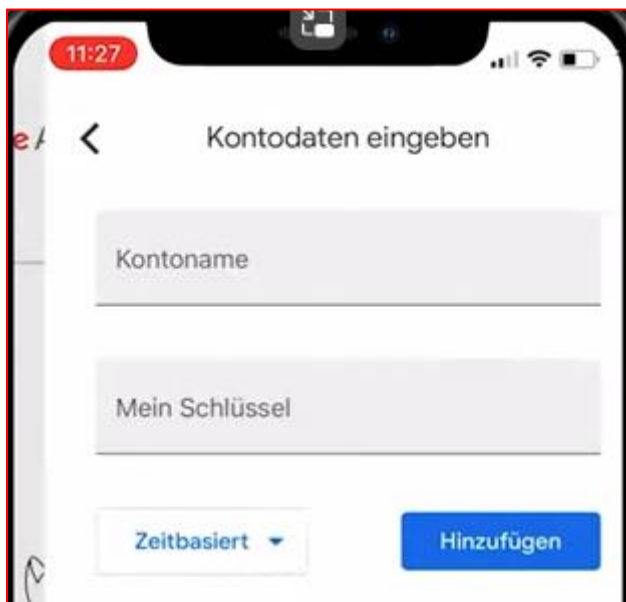 11:27
Kontodaten eingeben
Kontoname
Mein Schlüssel
Zeitbasiert
Hinzufügen